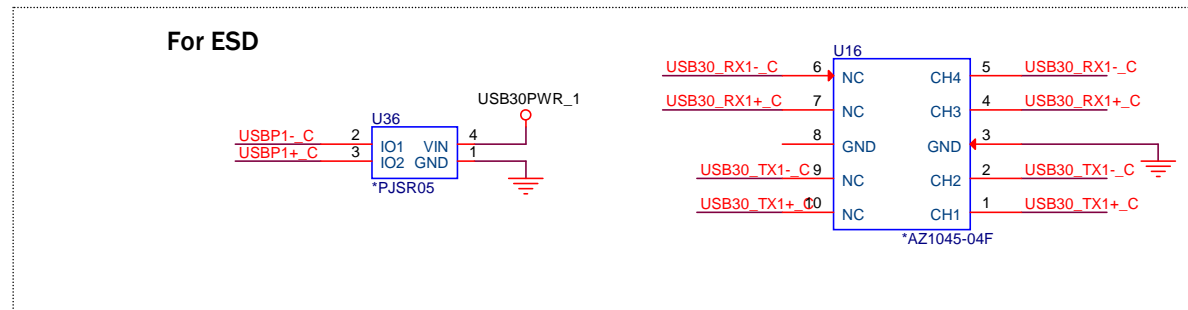 For ESD
USB30PWR_1
U36
USBP1-_C 2 IO1 VIN 4
USBP1+_C 3 IO2 GND 1
*PJSR05
U16
USB30_RX1-_C 6 NC CH4 5 USB30_RX1-_C
USB30_RX1+_C 7 NC CH3 4 USB30_RX1+_C
8 GND GND 3
USB30_TX1-_C 9 NC CH2 2 USB30_TX1-_C
USB30_TX1+_C 10 NC CH1 1 USB30_TX1+_C
*AZ1045-04F